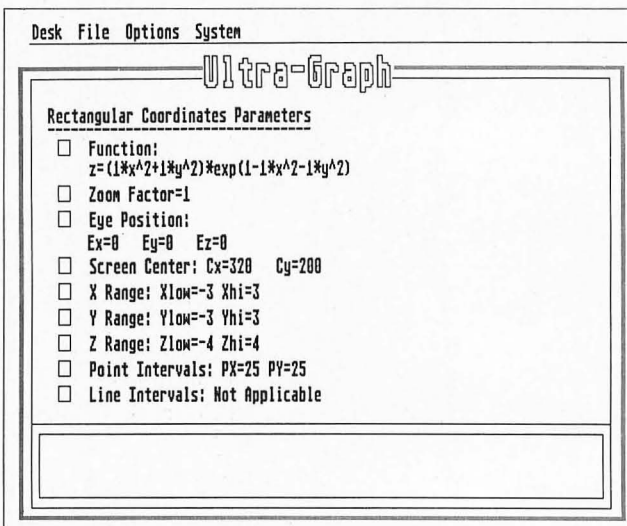 Desk File Options System
Ultra-Graph
Rectangular Coordinates Parameters
Function:
z=(1*x^2+1*y^2)*exp(1-1*x^2-1*y^2)
Zoom Factor=1
Eye Position:
Ex=0 Ey=0 Ez=0
Screen Center: Cx=320 Cy=200
X Range: Xlow=-3 Xhi=3
Y Range: Ylow=-3 Yhi=3
Z Range: Zlow=-4 Zhi=4
Point Intervals: PX=25 PY=25
Line Intervals: Not Applicable